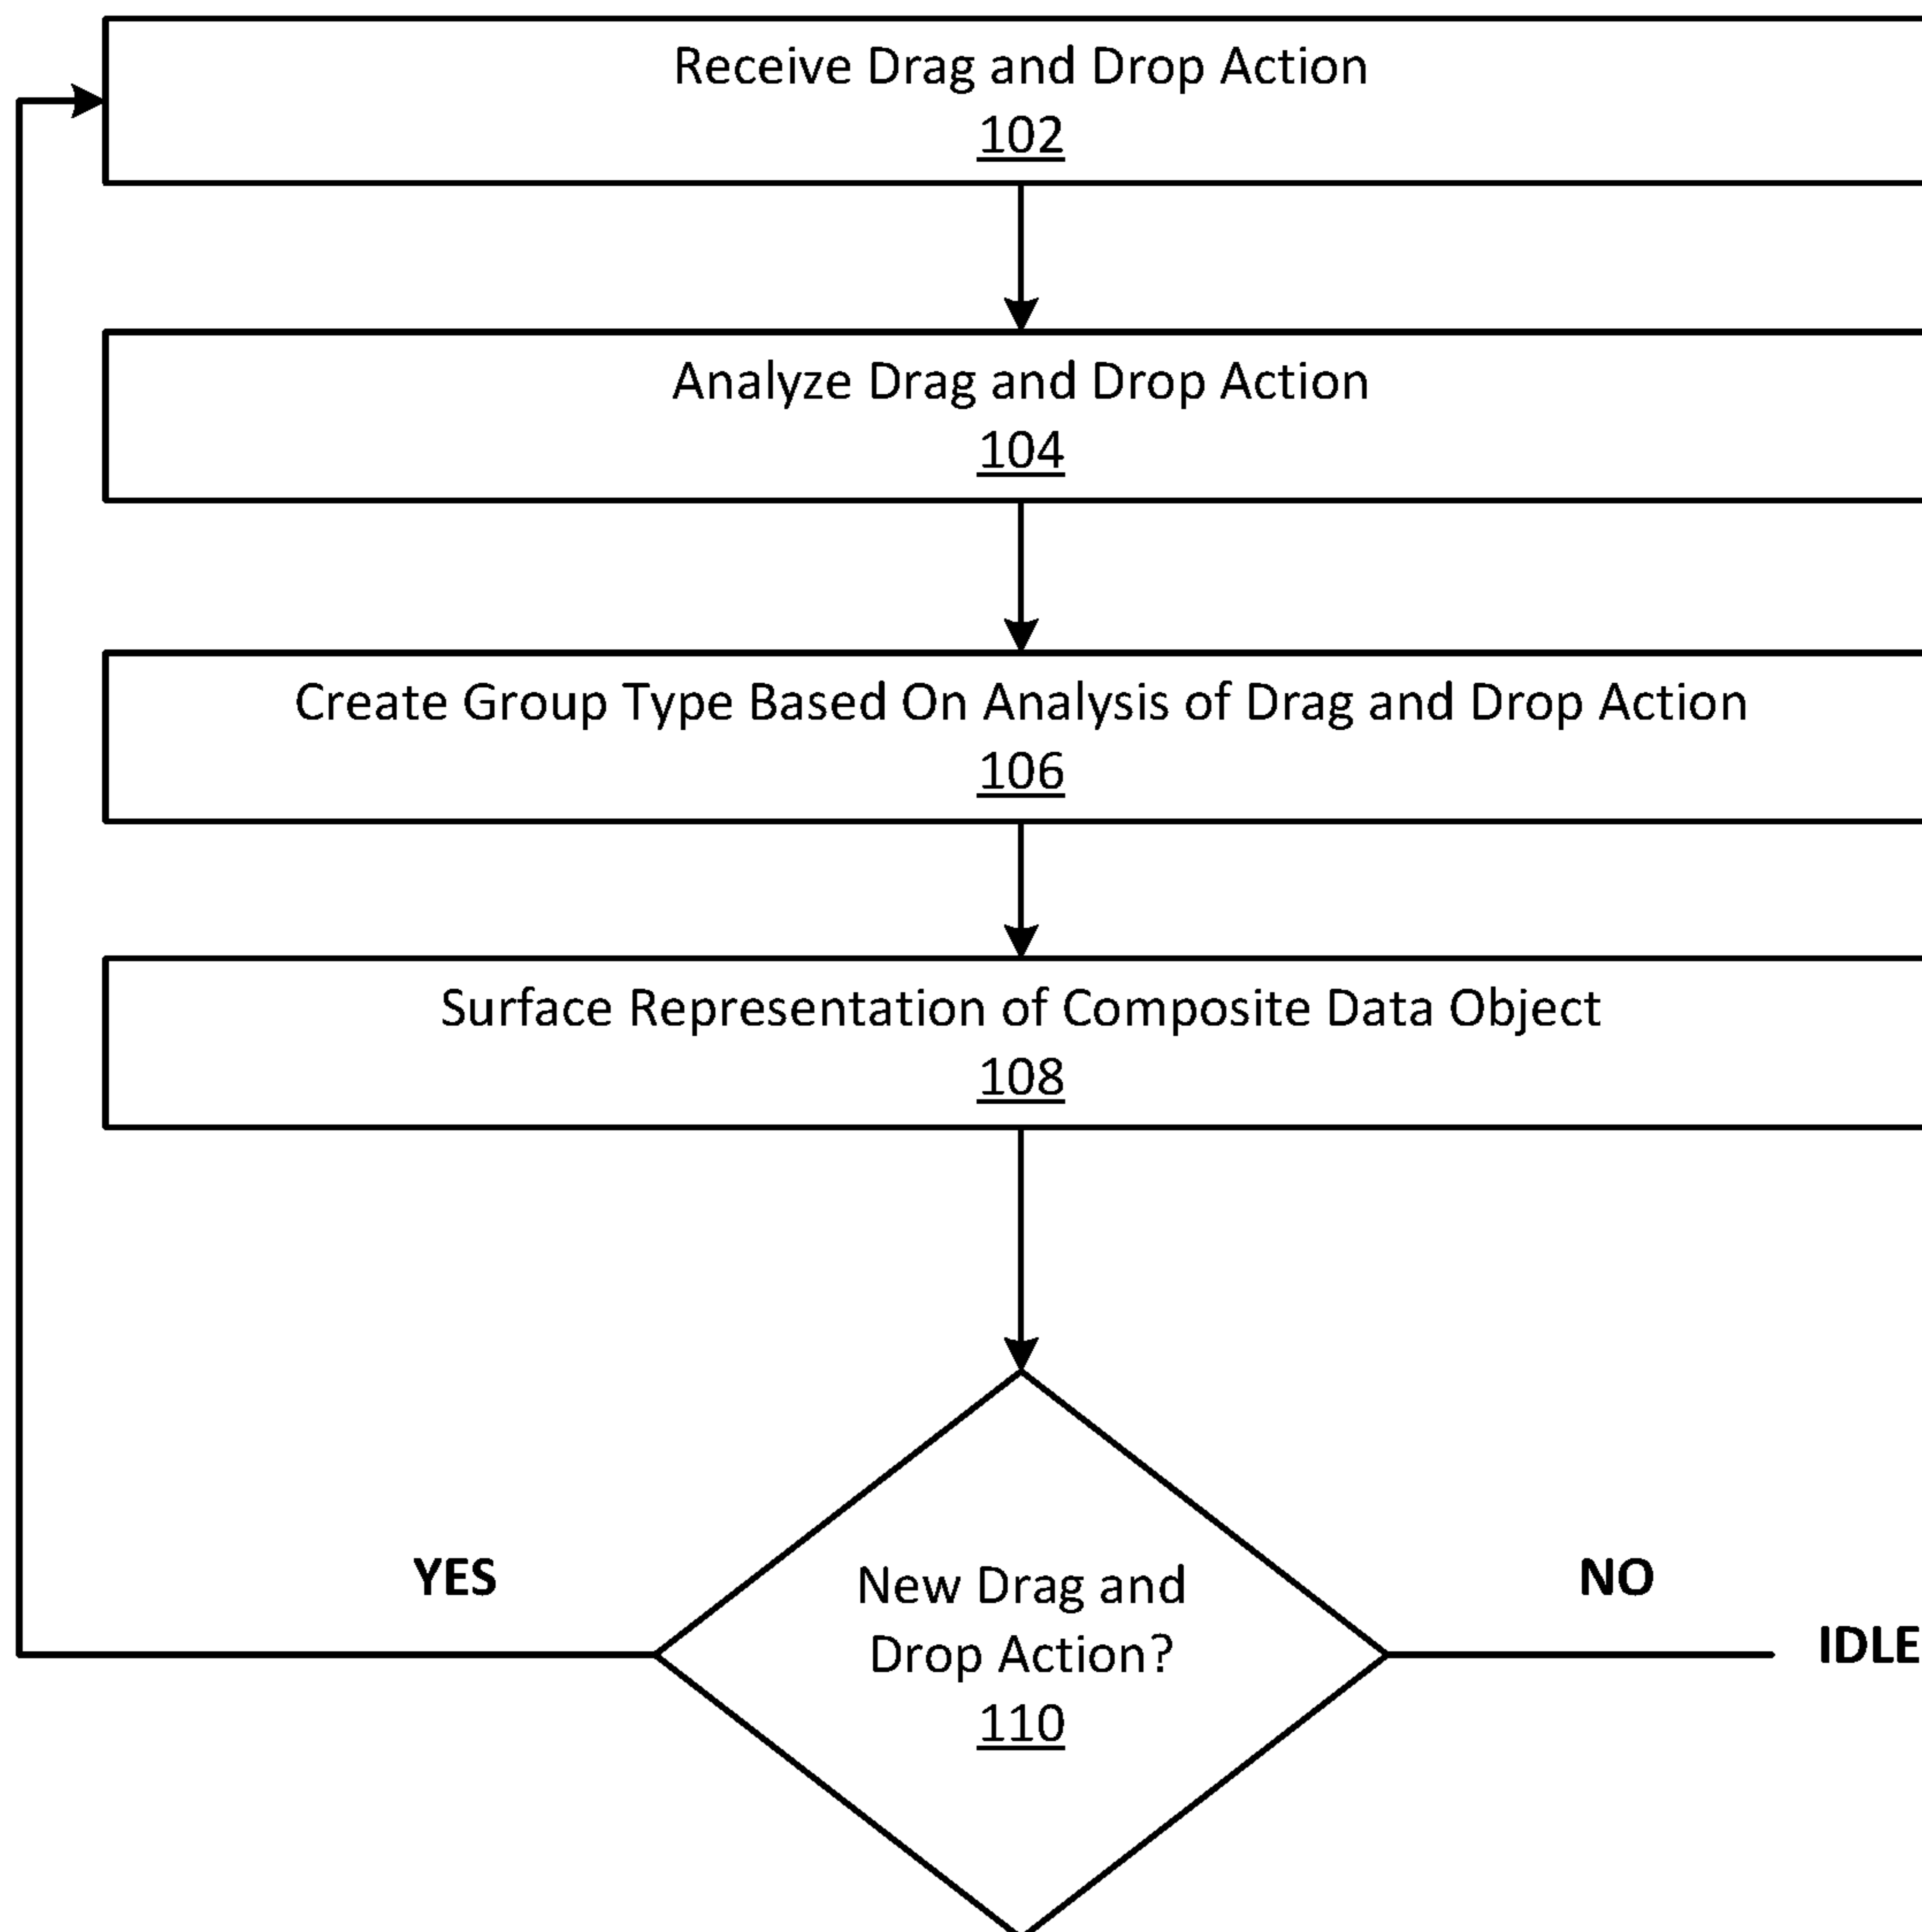 Receive Drag and Drop Action
102
Analyze Drag and Drop Action
104
Create Group Type Based On Analysis of Drag and Drop Action
106
Surface Representation of Composite Data Object
108
YES
New Drag and
Drop Action?
110
NO
IDLE